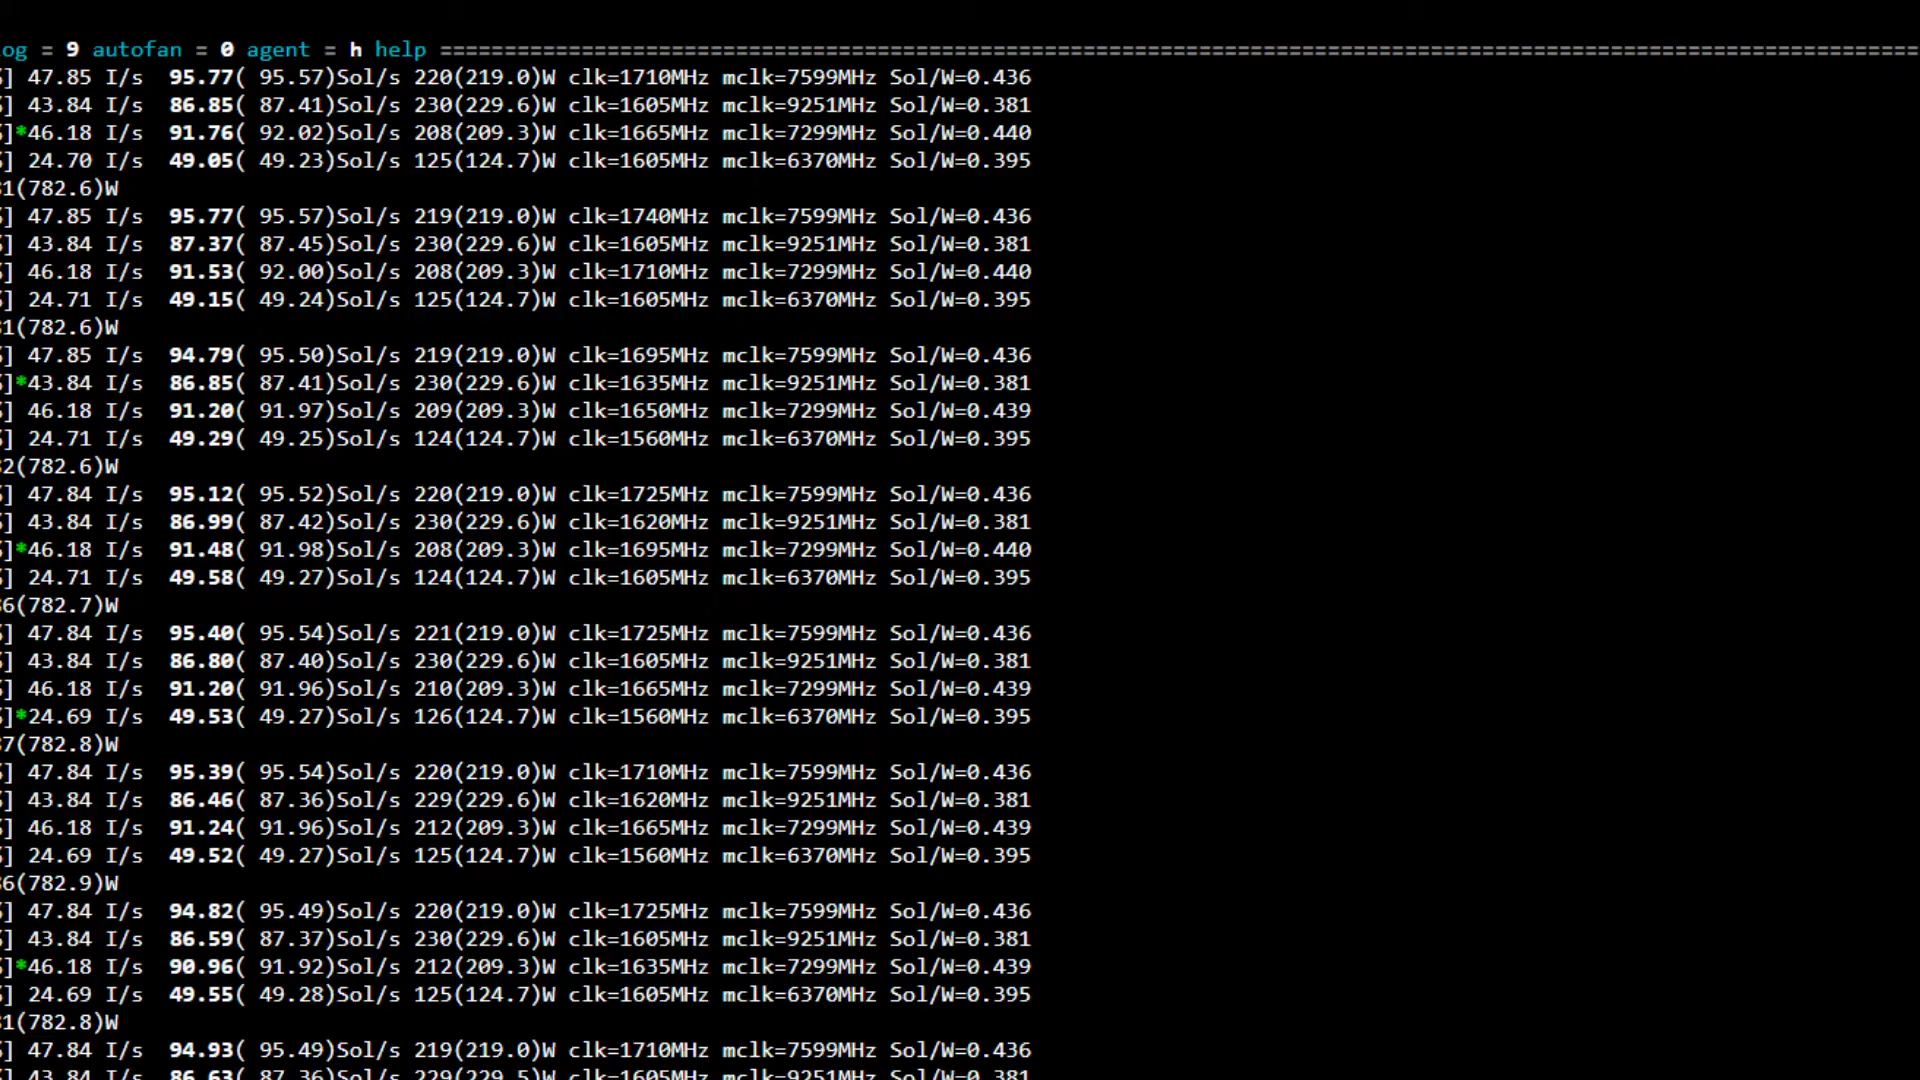 og = 9 autofan = 0 agent = h help ====================================================================================================================
] 47.85 I/s 95.77( 95.57)Sol/s 220(219.0)W clk=1710MHz mclk=7599MHz Sol/W=0.436
] 43.84 I/s 86.85( 87.41)Sol/s 230(229.6)W clk=1605MHz mclk=9251MHz Sol/W=0.381
]*46.18 I/s 91.76( 92.02)Sol/s 208(209.3)W clk=1665MHz mclk=7299MHz Sol/W=0.440
] 24.70 I/s 49.05( 49.23)Sol/s 125(124.7)W clk=1605MHz mclk=6370MHz Sol/W=0.395
1(782.6)W
] 47.85 I/s 95.77( 95.57)Sol/s 219(219.0)W clk=1740MHz mclk=7599MHz Sol/W=0.436
] 43.84 I/s 87.37( 87.45)Sol/s 230(229.6)W clk=1605MHz mclk=9251MHz Sol/W=0.381
] 46.18 I/s 91.53( 92.00)Sol/s 208(209.3)W clk=1710MHz mclk=7299MHz Sol/W=0.440
] 24.71 I/s 49.15( 49.24)Sol/s 125(124.7)W clk=1605MHz mclk=6370MHz Sol/W=0.395
1(782.6)W
] 47.85 I/s 94.79( 95.50)Sol/s 219(219.0)W clk=1695MHz mclk=7599MHz Sol/W=0.436
]*43.84 I/s 86.85( 87.41)Sol/s 230(229.6)W clk=1635MHz mclk=9251MHz Sol/W=0.381
] 46.18 I/s 91.20( 91.97)Sol/s 209(209.3)W clk=1650MHz mclk=7299MHz Sol/W=0.439
] 24.71 I/s 49.29( 49.25)Sol/s 124(124.7)W clk=1560MHz mclk=6370MHz Sol/W=0.395
2(782.6)W
] 47.84 I/s 95.12( 95.52)Sol/s 220(219.0)W clk=1725MHz mclk=7599MHz Sol/W=0.436
] 43.84 I/s 86.99( 87.42)Sol/s 230(229.6)W clk=1620MHz mclk=9251MHz Sol/W=0.381
]*46.18 I/s 91.48( 91.98)Sol/s 208(209.3)W clk=1695MHz mclk=7299MHz Sol/W=0.440
] 24.71 I/s 49.58( 49.27)Sol/s 124(124.7)W clk=1605MHz mclk=6370MHz Sol/W=0.395
6(782.7)W
] 47.84 I/s 95.40( 95.54)Sol/s 221(219.0)W clk=1725MHz mclk=7599MHz Sol/W=0.436
] 43.84 I/s 86.80( 87.40)Sol/s 230(229.6)W clk=1605MHz mclk=9251MHz Sol/W=0.381
] 46.18 I/s 91.20( 91.96)Sol/s 210(209.3)W clk=1665MHz mclk=7299MHz Sol/W=0.439
]*24.69 I/s 49.53( 49.27)Sol/s 126(124.7)W clk=1560MHz mclk=6370MHz Sol/W=0.395
7(782.8)W
] 47.84 I/s 95.39( 95.54)Sol/s 220(219.0)W clk=1710MHz mclk=7599MHz Sol/W=0.436
] 43.84 I/s 86.46( 87.36)Sol/s 229(229.6)W clk=1620MHz mclk=9251MHz Sol/W=0.381
] 46.18 I/s 91.24( 91.96)Sol/s 212(209.3)W clk=1665MHz mclk=7299MHz Sol/W=0.439
] 24.69 I/s 49.52( 49.27)Sol/s 125(124.7)W clk=1560MHz mclk=6370MHz Sol/W=0.395
6(782.9)W
] 47.84 I/s 94.82( 95.49)Sol/s 220(219.0)W clk=1725MHz mclk=7599MHz Sol/W=0.436
] 43.84 I/s 86.59( 87.37)Sol/s 230(229.6)W clk=1605MHz mclk=9251MHz Sol/W=0.381
]*46.18 I/s 90.96( 91.92)Sol/s 212(209.3)W clk=1635MHz mclk=7299MHz Sol/W=0.439
] 24.69 I/s 49.55( 49.28)Sol/s 125(124.7)W clk=1605MHz mclk=6370MHz Sol/W=0.395
1(782.8)W
] 47.84 I/s 94.93( 95.49)Sol/s 219(219.0)W clk=1710MHz mclk=7599MHz Sol/W=0.436
] 43.84 I/s 86.63( 87.36)Sol/s 229(229.5)W clk=1605MHz mclk=9251MHz Sol/W=0.381